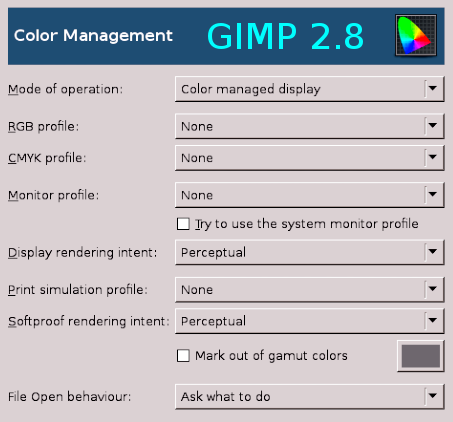 Color Management GIMP 2.8
Mode of operation: Color managed display
RGB profile: None
CMYK profile: None
Monitor profile: None
Try to use the system monitor profile
Display rendering intent: Perceptual
Print simulation profile: None
Softproof rendering intent: Perceptual
Mark out of gamut colors
File Open behaviour: Ask what to do